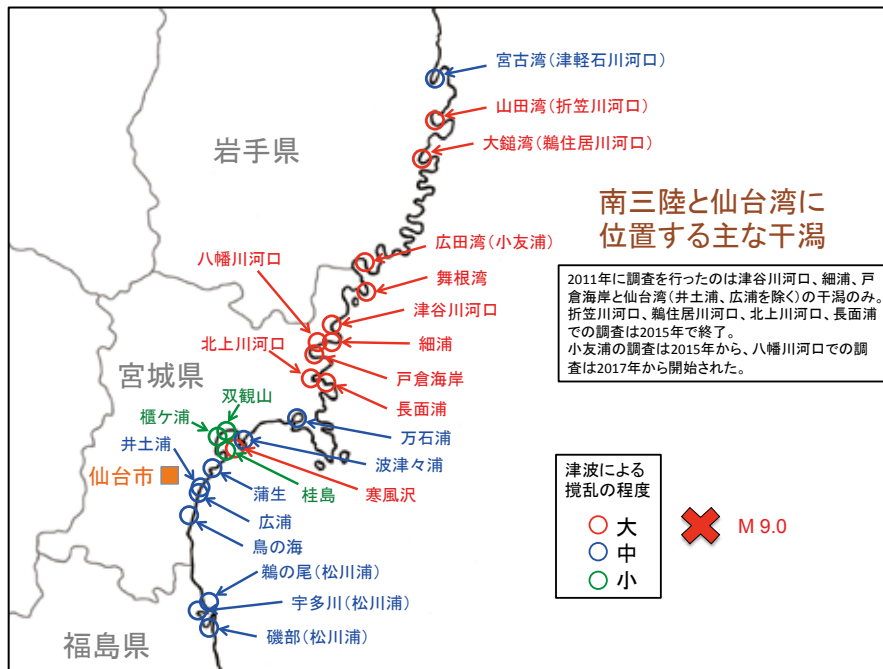 宮古湾(津軽石川河口)
山田湾(折笠川河口)
大鎚湾(鵜住居川河口)
岩手県
南三陸と仙台湾に
位置する主な干潟
広田湾(小友浦)
八幡川河口
舞根湾
2011年に調査を行ったのは津谷川河口、細浦、戸
倉海岸と仙台湾(井土浦、広浦を除く)の干潟のみ。
折笠川河口、鵜住居川河口、北上川河口、長面浦
での調査は2015年で終了。
小友浦の調査は2015年から、八幡川河口での調
査は2017年から開始された。
津谷川河口
北上川河口
細浦
宮城県
戸倉海岸
双観山
長面浦
櫃ケ浦
万石浦
井土浦
波津々浦
仙台市
蒲生
桂島
寒風沢
津波による
撹乱の程度
大
中
小
M 9.0
広浦
鳥の海
鵜の尾(松川浦)
宇多川(松川浦)
磯部(松川浦)
福島県